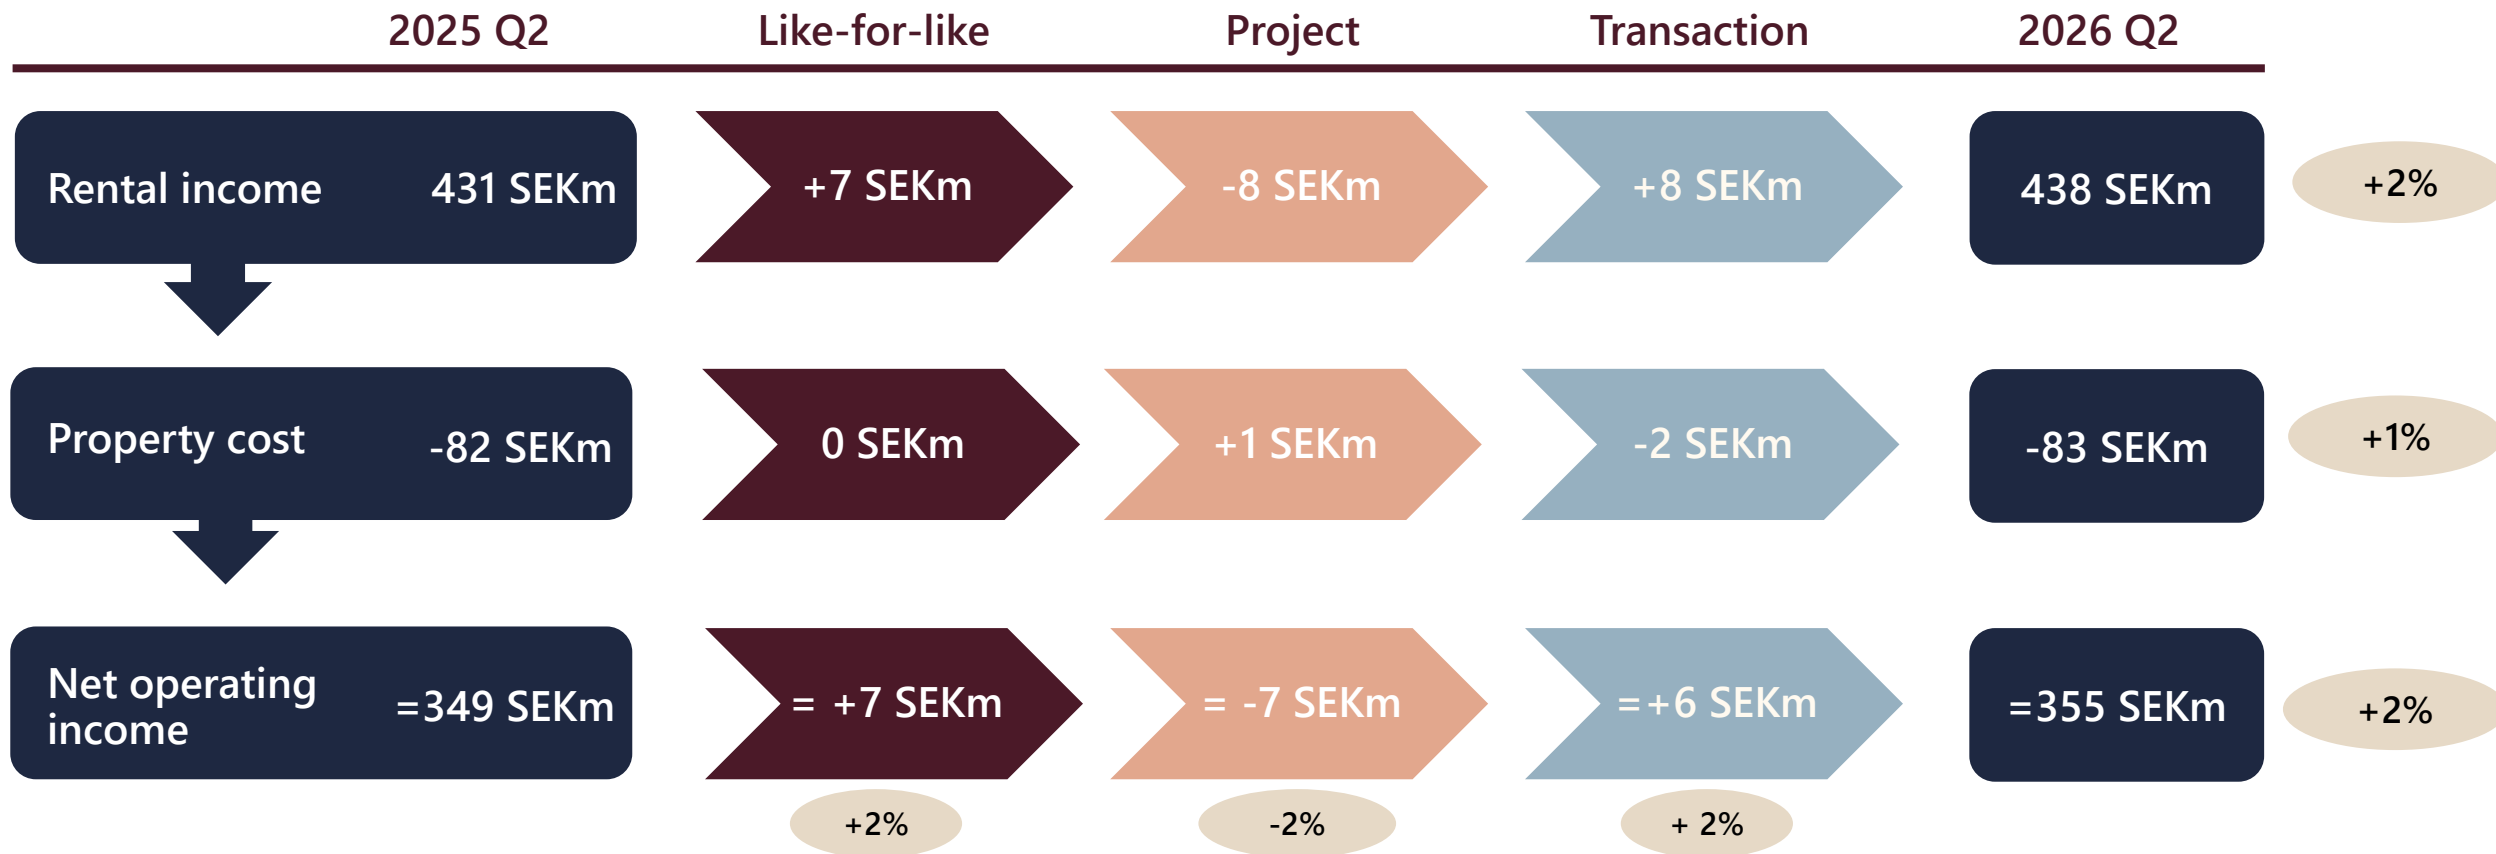 2025 Q2 Like-for-like Project Transaction 2026 Q2
Rental income 431 SEKm +7 SEKm -8 SEKm +8 SEKm 438 SEKm +2%
Property cost -82 SEKm 0 SEKm +1 SEKm -2 SEKm -83 SEKm +1%
Net operating
income =349 SEKm = +7 SEKm = -7 SEKm =+6 SEKm =355 SEKm +2%
+2% -2% + 2%